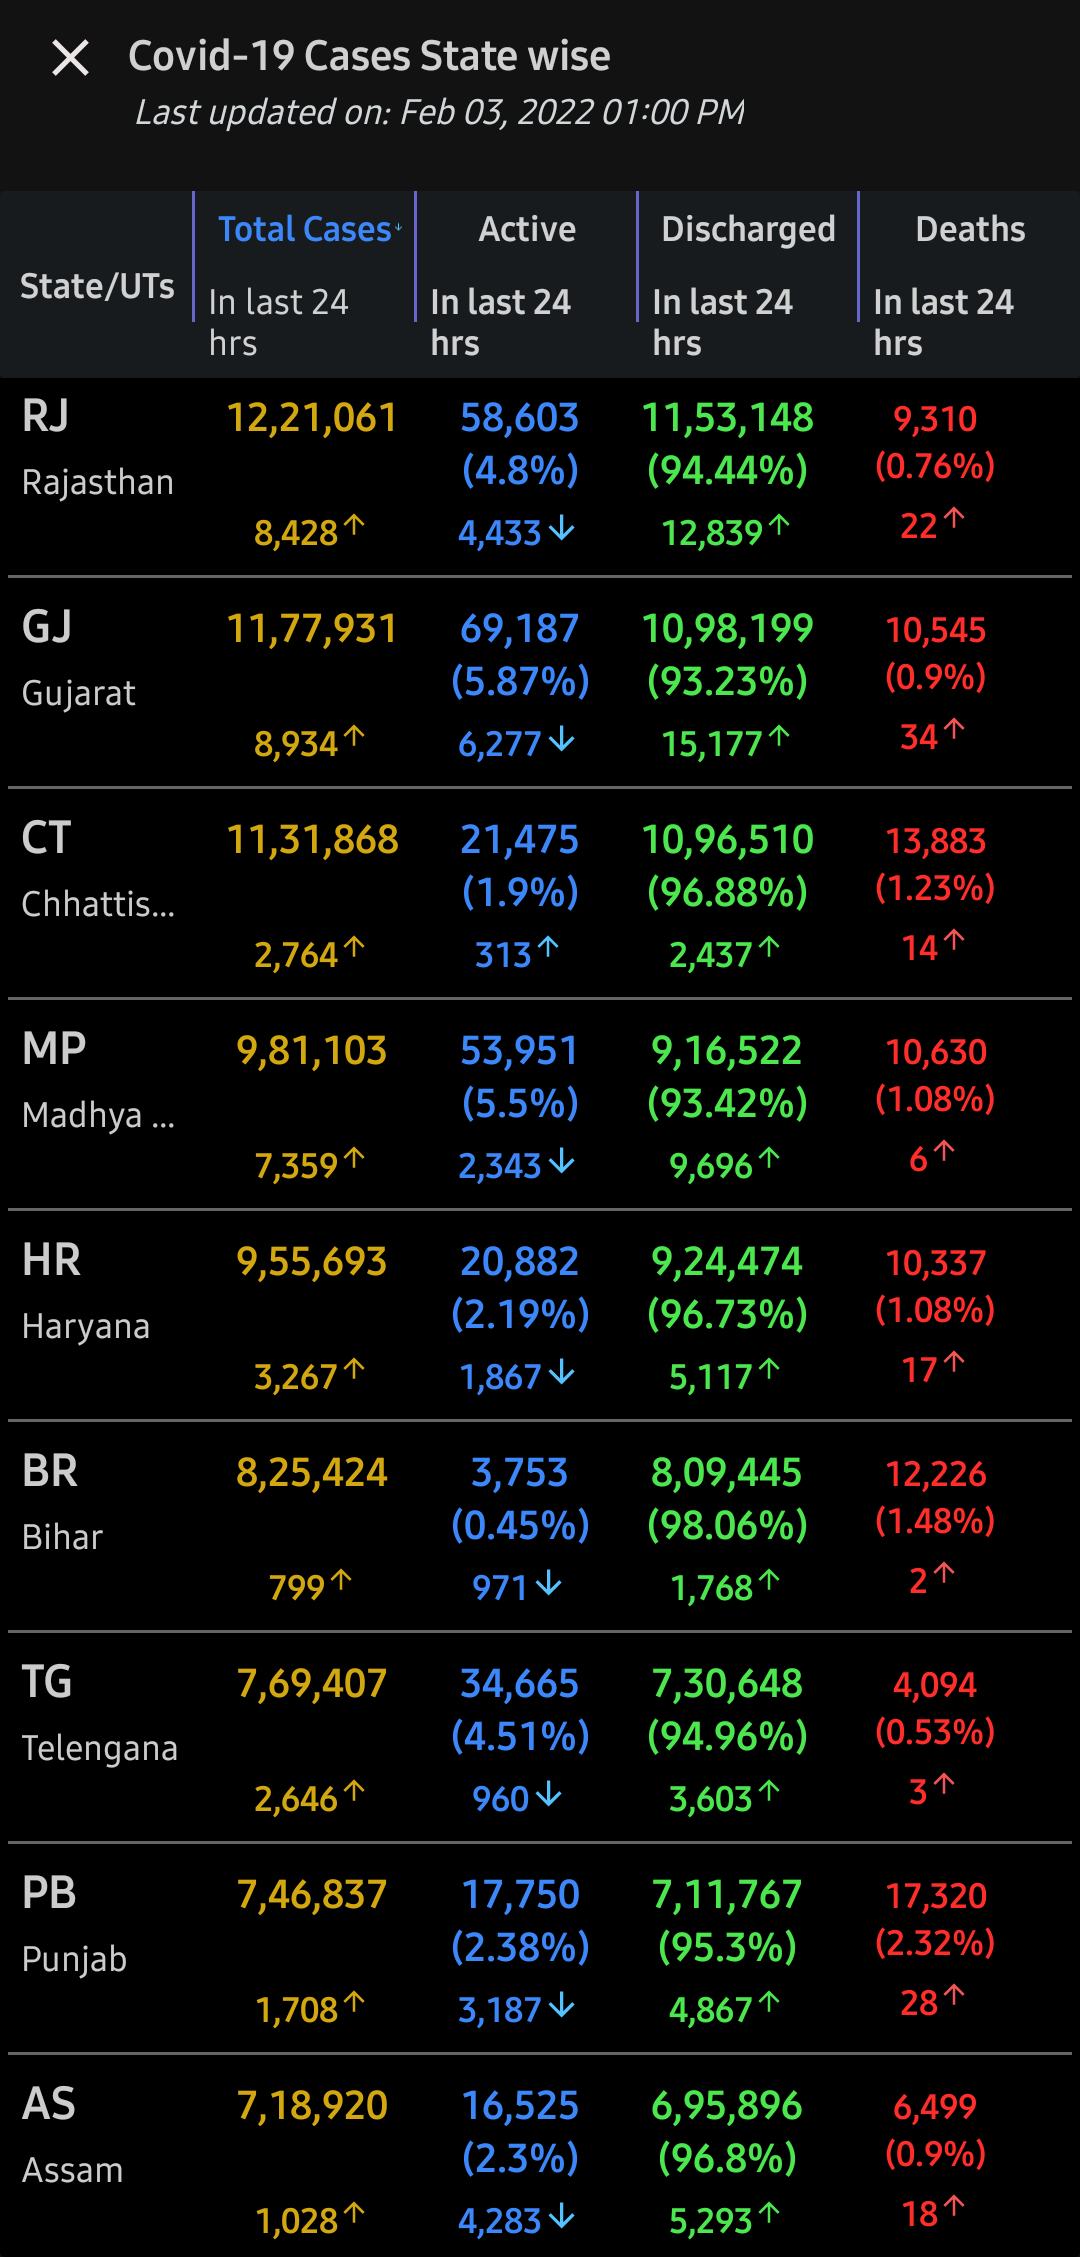 Covid-19 Cases State wise
Last updated on: Feb 03, 2022 01:00 PM
State/UTs Total Cases↓ Active Discharged Deaths
In last 24 hrs In last 24 hrs In last 24 hrs In last 24 hrs
RJ 12,21,061 58,603 11,53,148 9,310
(4.8%) (94.44%) (0.76%)
Rajasthan
8,428↑ 4,433↓ 12,839↑ 22↑
GJ 11,77,931 69,187 10,98,199 10,545
(5.87%) (93.23%) (0.9%)
Gujarat
8,934↑ 6,277↓ 15,177↑ 34↑
CT 11,31,868 21,475 10,96,510 13,883
(1.9%) (96.88%) (1.23%)
Chhattis...
2,764↑ 313↑ 2,437↑ 14↑
MP 9,81,103 53,951 9,16,522 10,630
(5.5%) (93.42%) (1.08%)
Madhya ...
7,359↑ 2,343↓ 9,696↑ 6↑
HR 9,55,693 20,882 9,24,474 10,337
(2.19%) (96.73%) (1.08%)
Haryana
3,267↑ 1,867↓ 5,117↑ 17↑
BR 8,25,424 3,753 8,09,445 12,226
(0.45%) (98.06%) (1.48%)
Bihar
799↑ 971↓ 1,768↑ 2↑
TG 7,69,407 34,665 7,30,648 4,094
(4.51%) (94.96%) (0.53%)
Telengana
2,646↑ 960↓ 3,603↑ 3↑
PB 7,46,837 17,750 7,11,767 17,320
(2.38%) (95.3%) (2.32%)
Punjab
1,708↑ 3,187↓ 4,867↑ 28↑
AS 7,18,920 16,525 6,95,896 6,499
(2.3%) (96.8%) (0.9%)
Assam
1,028↑ 4,283↓ 5,293↑ 18↑